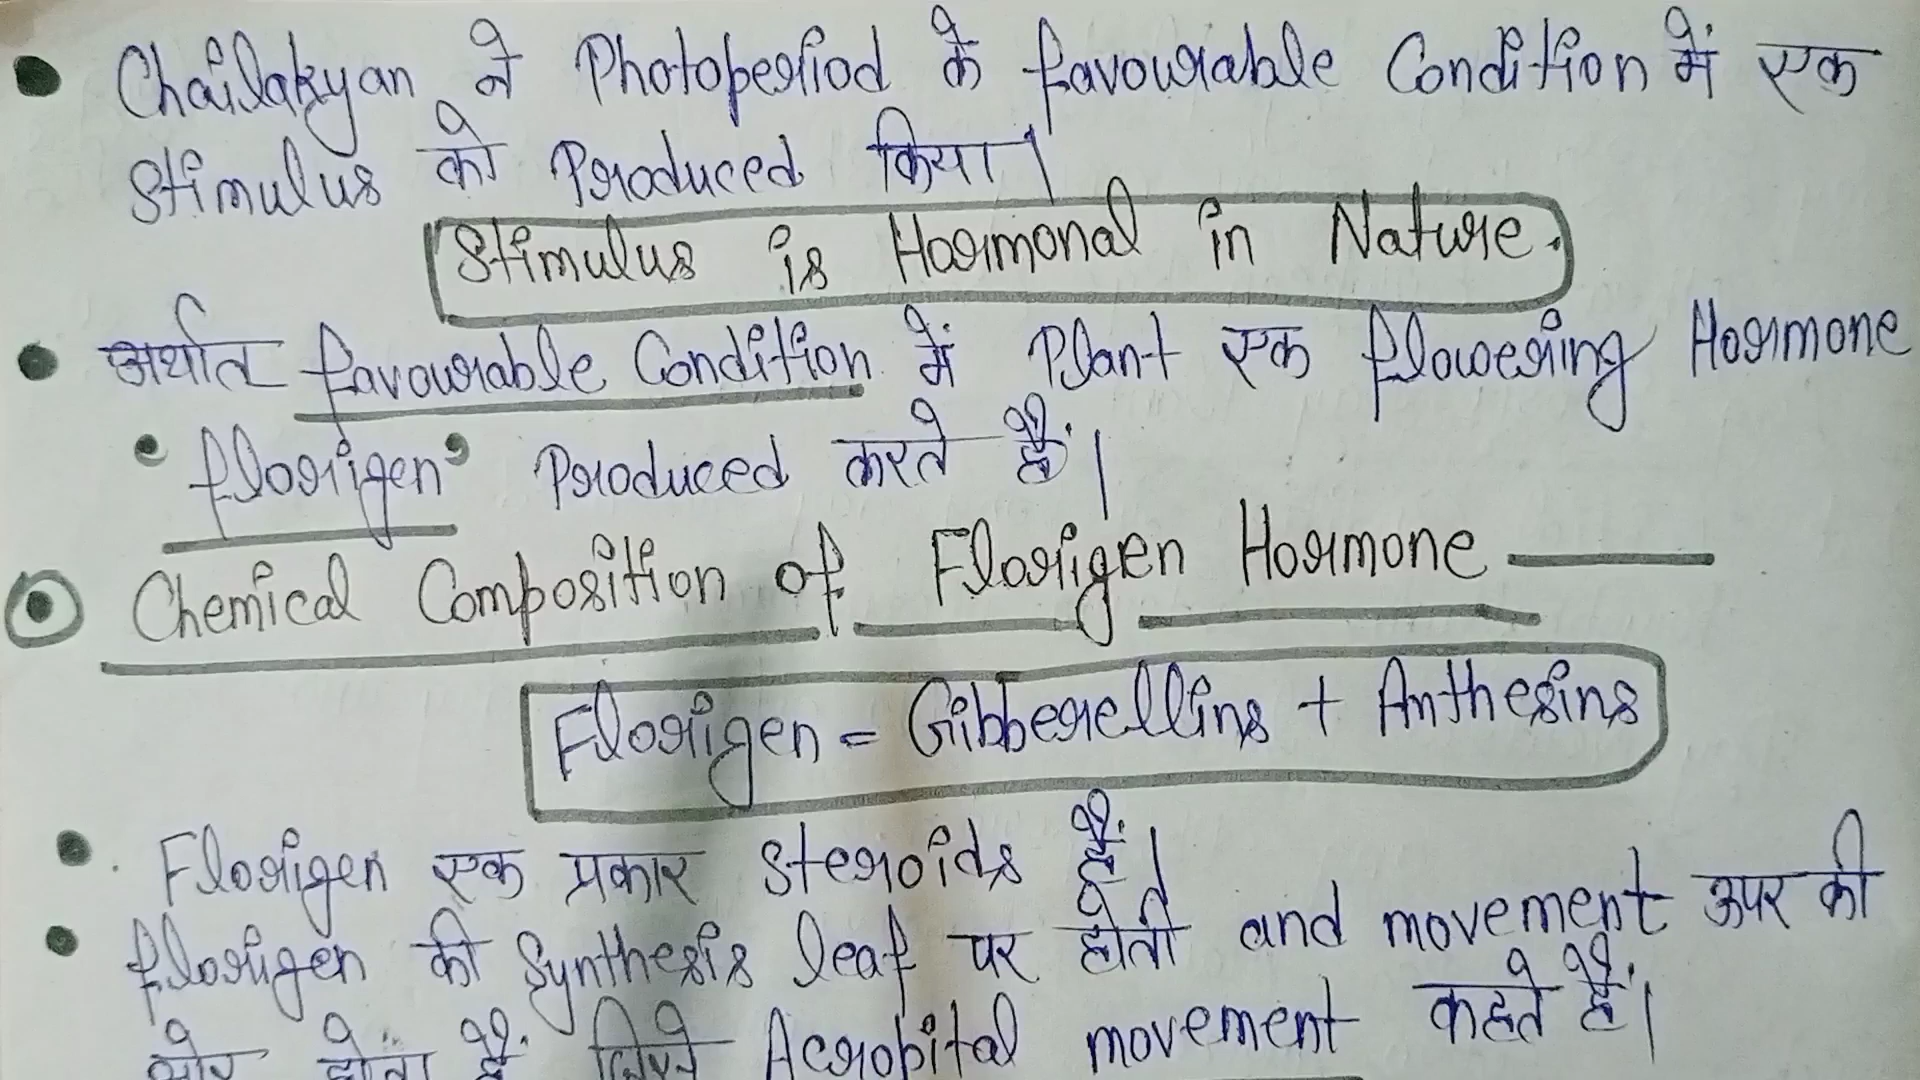 Chailakyan ने Photoperiod के favourable Condition में एक
Stimulus को Produced किया।
Stimulus is Hormonal in Nature.
अर्थात favourable Condition में Plant एक flowering Hormone
"florigen" Produced करते हैं।
Chemical Composition of Florigen Hormone
Florigen = Gibberellins + Anthesins
Florigen एक प्रकार Steroids हैं।
florigen की Synthesis leaf पर होती and movement ऊपर की
ओर होता हैं जिसे Acropital movement कहते हैं।